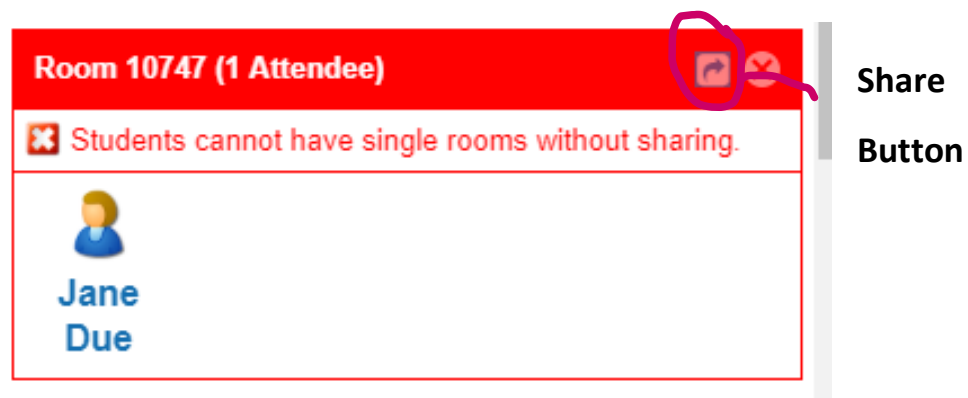 Room 10747 (1 Attendee)
Share
Students cannot have single rooms without sharing.
Button
Jane
Due